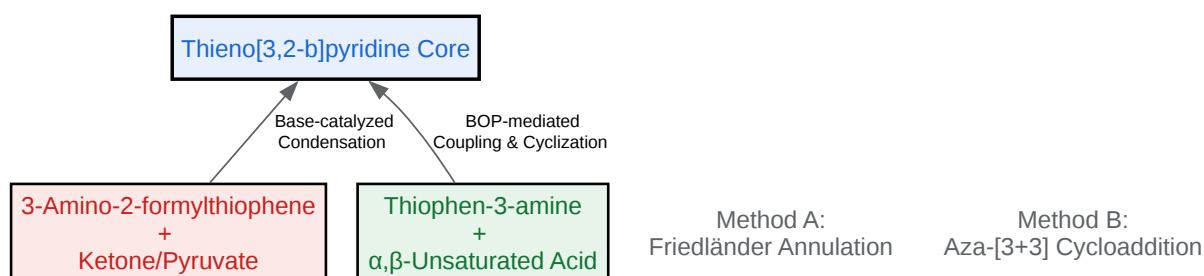 Thieno[3,2-b]pyridine Core
Base-catalyzed
Condensation
BOP-mediated
Coupling & Cyclization
3-Amino-2-formylthiophene
+
Ketone/Pyruvate
Thiophen-3-amine
+
α,β-Unsaturated Acid
Method A:
Friedländer Annulation
Method B:
Aza-[3+3] Cycloaddition